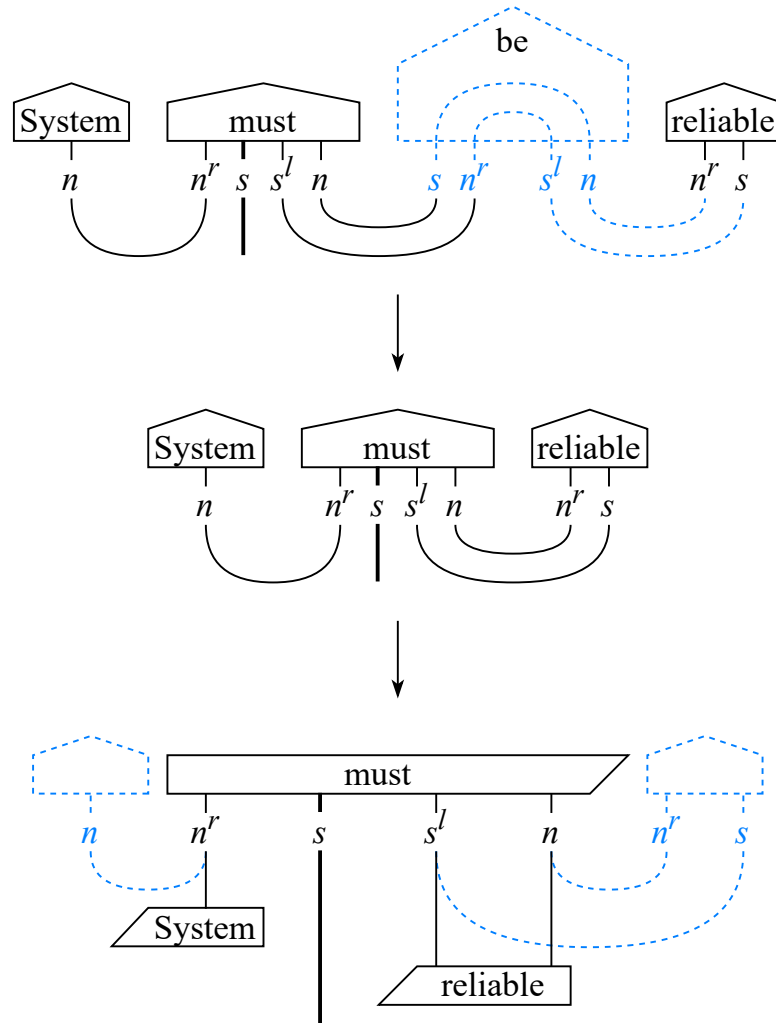 be
System must reliable
n n^r s s^l n s n^r s^l n n^r s
System must reliable
n n^r s s^l n n^r s
must
n n^r s s^l n n^r s
System
reliable